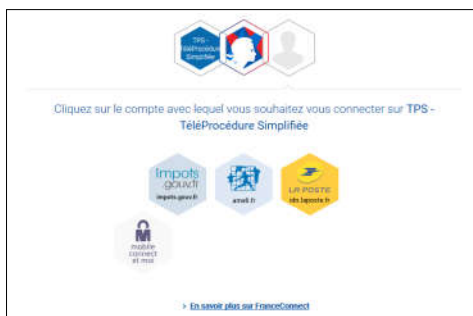 TPS -
TéléProcédure
Simplifiée
Cliquez sur le compte avec lequel vous souhaitez vous connecter sur TPS -
TéléProcédure Simplifiée
impots
.gouv.fr
impots.gouv.fr
ameli.fr
LA POSTE
idn.laposte.fr
mobile
connect
et moi
> En savoir plus sur FranceConnect